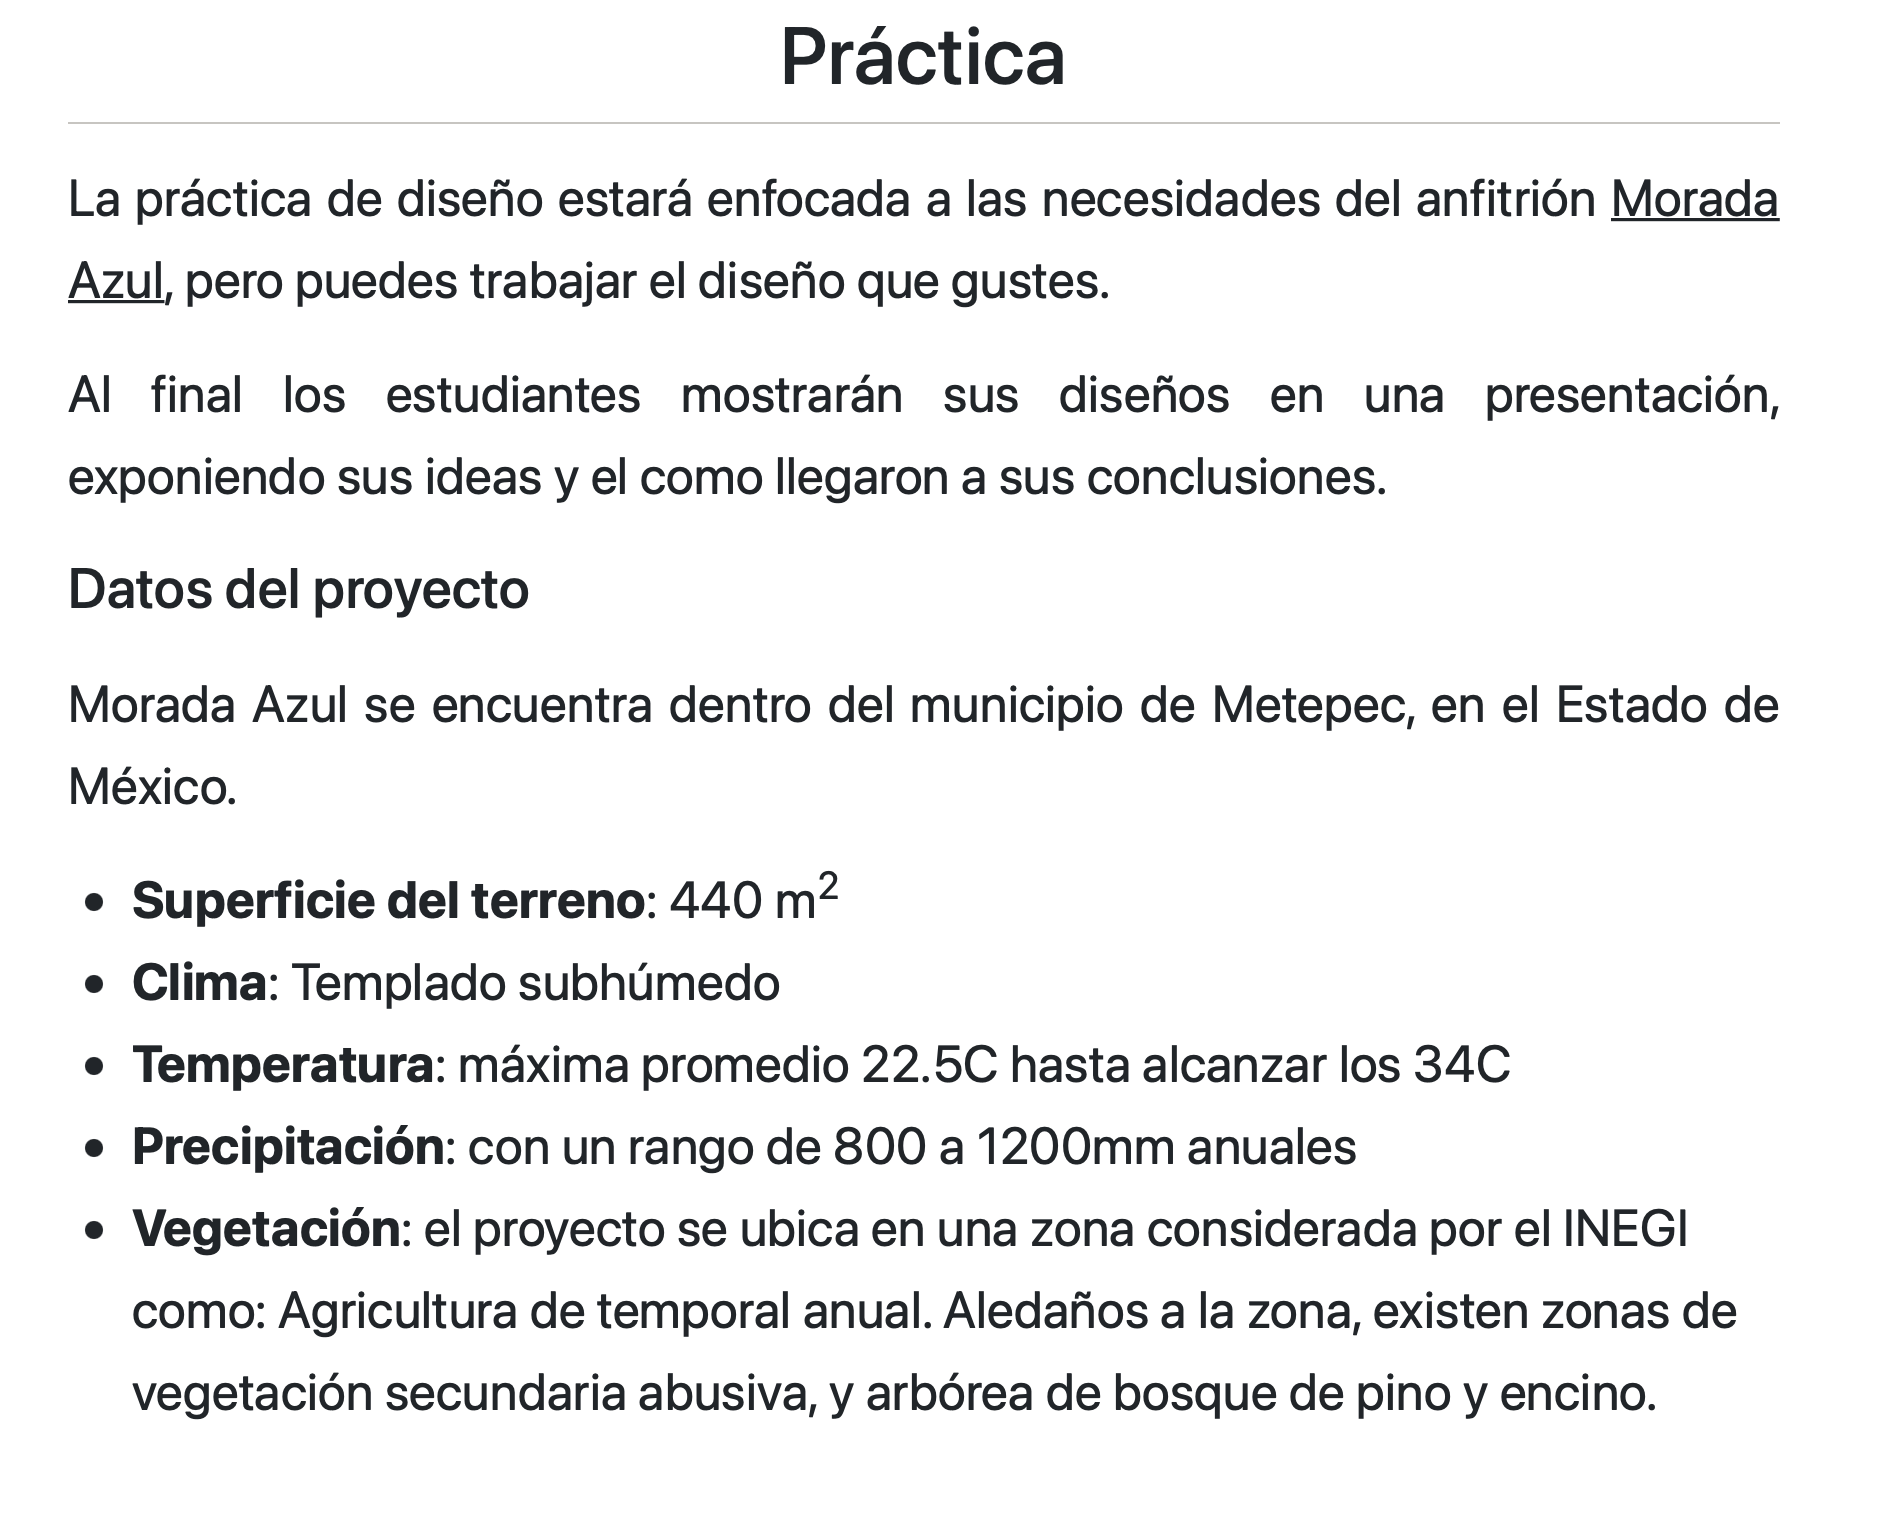 Práctica
La práctica de diseño estará enfocada a las necesidades del anfitrión Morada
Azul, pero puedes trabajar el diseño que gustes.
Al final los estudiantes mostrarán sus diseños en una presentación,
exponiendo sus ideas y el como llegaron a sus conclusiones.
Datos del proyecto
Morada Azul se encuentra dentro del municipio de Metepec, en el Estado de
México.
• Superficie del terreno: 440 m²
• Clima: Templado subhúmedo
• Temperatura: máxima promedio 22.5C hasta alcanzar los 34C
• Precipitación: con un rango de 800 a 1200mm anuales
• Vegetación: el proyecto se ubica en una zona considerada por el INEGI
como: Agricultura de temporal anual. Aledaños a la zona, existen zonas de
vegetación secundaria abusiva, y arbórea de bosque de pino y encino.